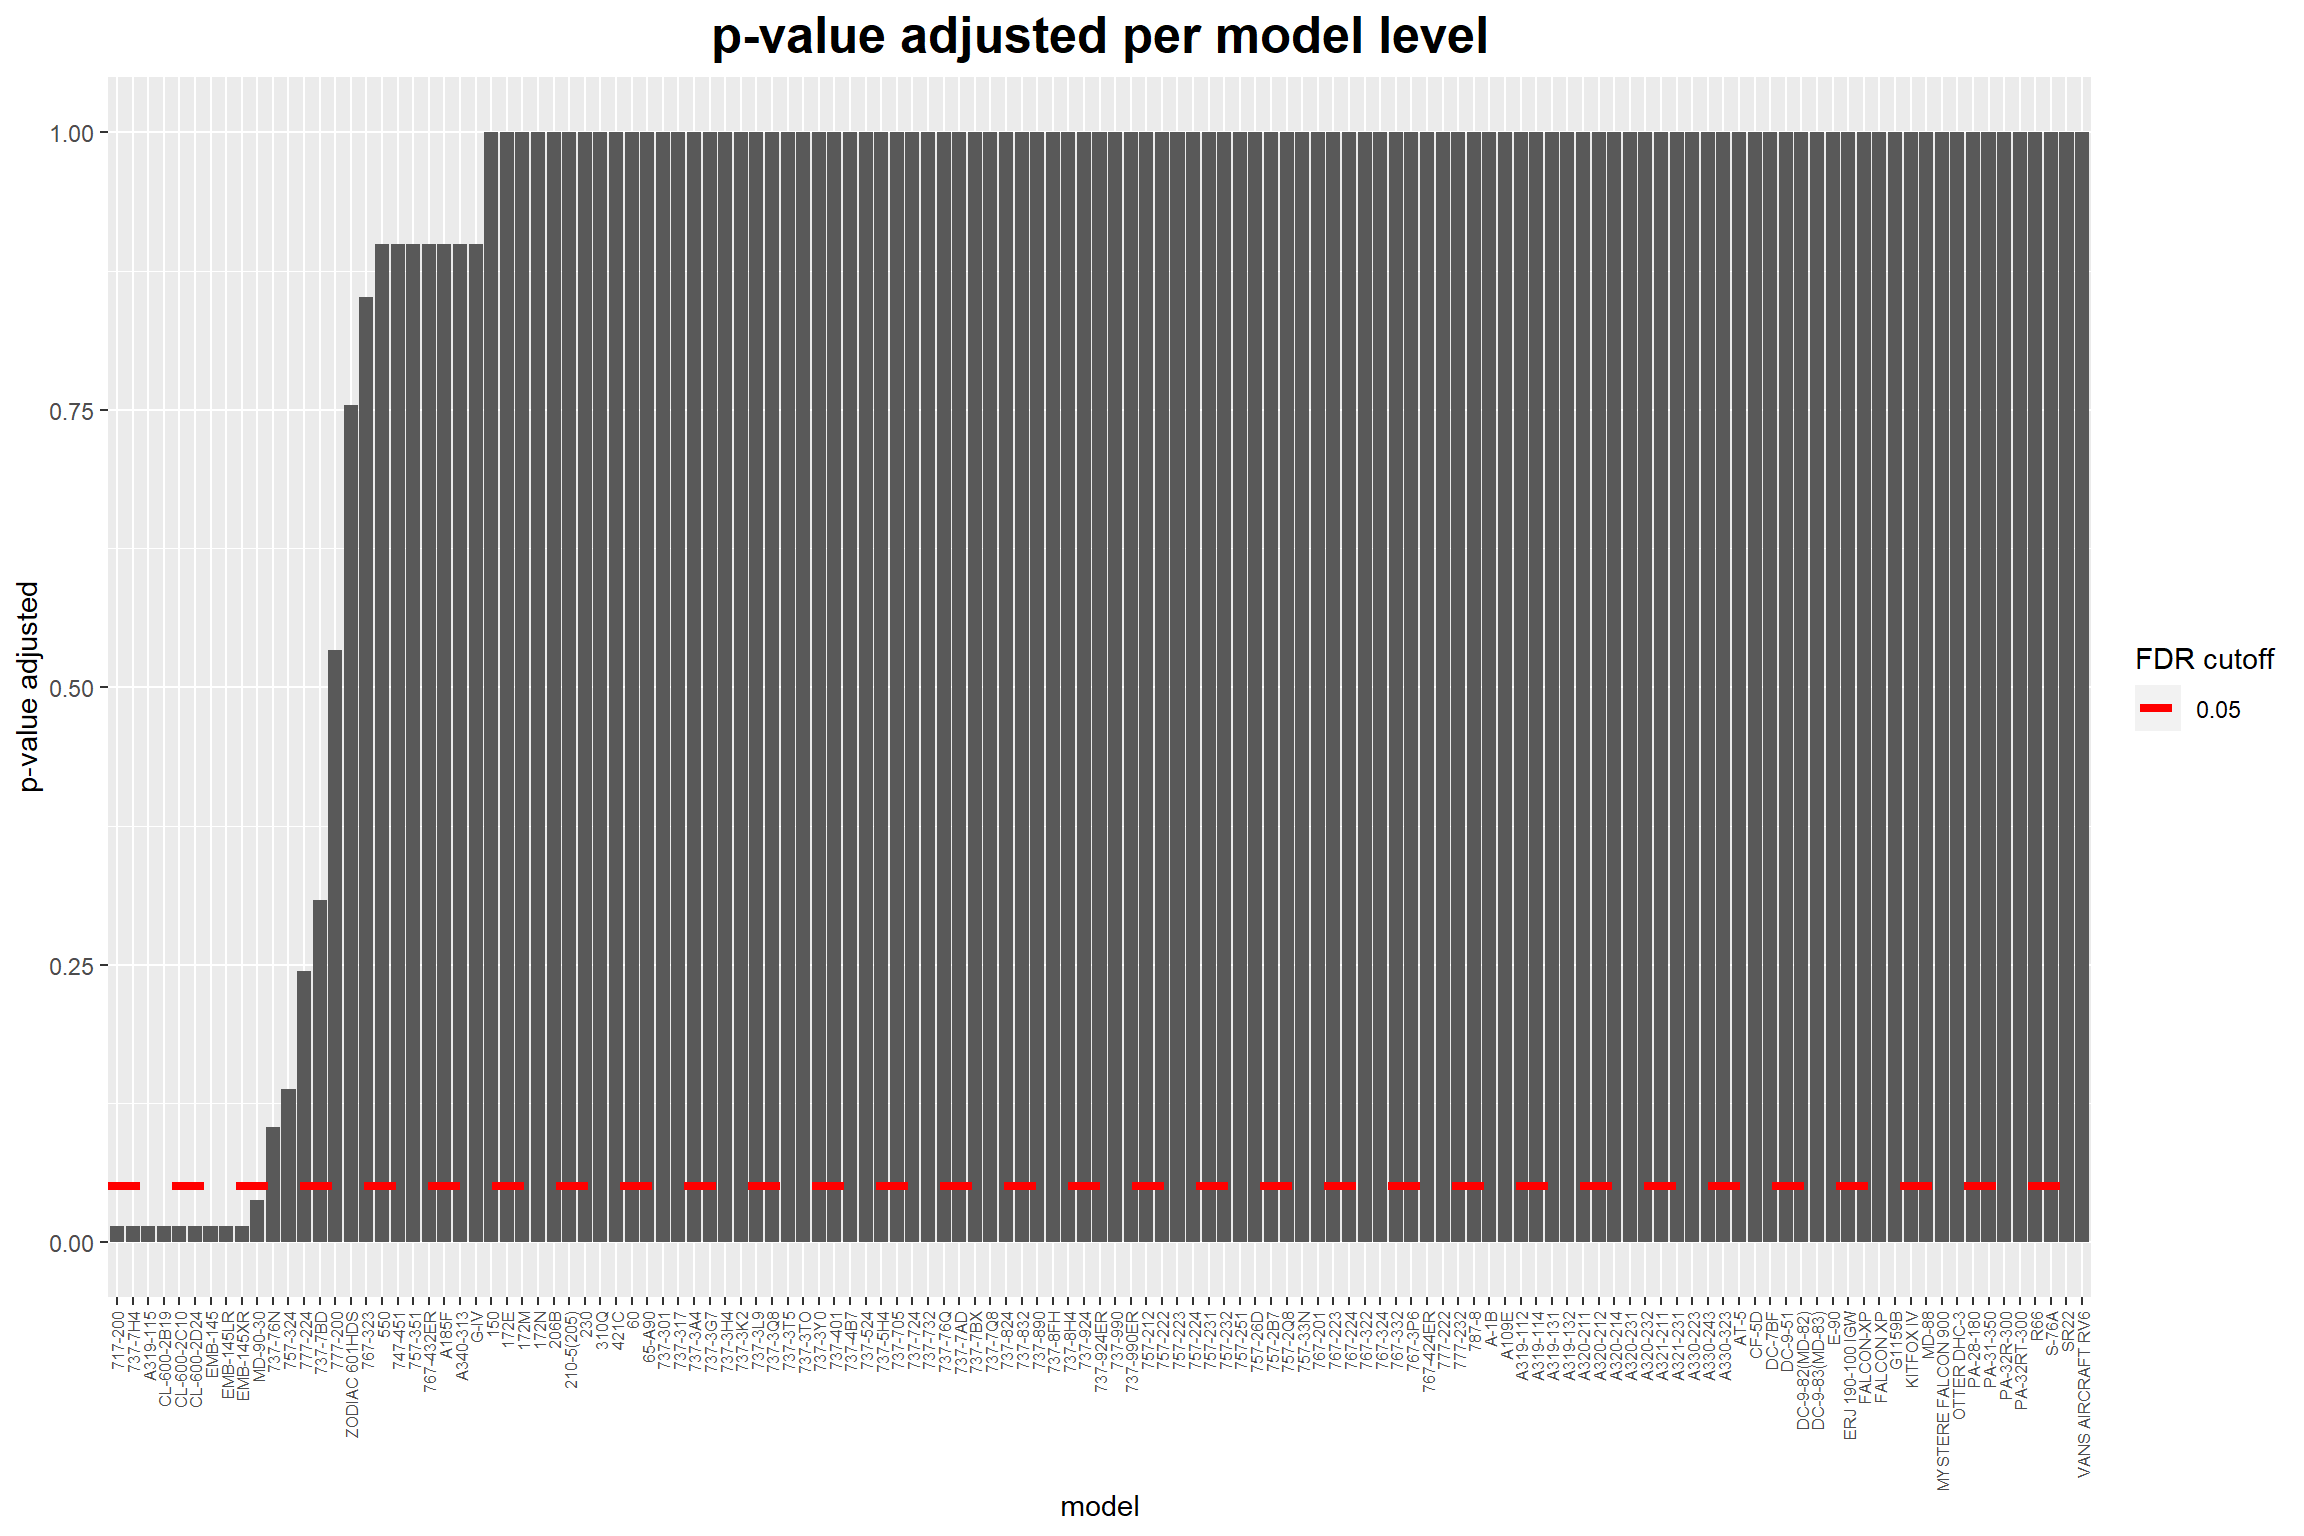 p-value adjusted per model level
p-value adjusted
1.00
0.75
0.50
0.25
0.00
717-200
737-7H4
A319-115
CL-600-2B19
CL-600-2C10
CL-600-2D24
EMB-145
EMB-145LR
EMB-145XR
MD-90-30
737-76N
757-324
777-224
737-7BD
777-200
ZODIAC 601HDS
767-323
550
747-451
757-351
767-432ER
A185F
A340-313
G-IV
150
172E
172M
172N
206B
210-5(205)
230
310Q
421C
60
65-A90
737-301
737-317
737-3A4
737-3G7
737-3H4
737-3K2
737-3L9
737-3Q8
737-3T5
737-3TO
737-3Y0
737-401
737-4B7
737-524
737-5H4
737-705
737-724
737-732
737-76Q
737-7AD
737-7BX
737-7Q8
737-824
737-832
737-890
737-8FH
737-8H4
737-924
737-924ER
737-990
737-990ER
757-212
757-222
757-223
757-224
757-231
757-232
757-251
757-26D
757-2B7
757-2Q8
757-33N
767-201
767-223
767-224
767-322
767-324
767-332
767-3P6
767-424ER
777-222
777-232
787-8
A-1B
A109E
A319-112
A319-114
A319-131
A319-132
A320-211
A320-212
A320-214
A320-231
A320-232
A321-211
A321-231
A330-223
A330-243
A330-323
AT-5
CF-5D
DC-7BF
DC-9-51
DC-9-82(MD-82)
DC-9-83(MD-83)
E-90
ERJ 190-100 IGW
FALCON-XP
FALCON XP
G1159B
KITFOX IV
MD-88
MYSTERE FALCON 900
OTTER DHC-3
PA-28-180
PA-31-350
PA-32R-300
PA-32RT-300
R66
S-76A
SR22
VANS AIRCRAFT RV6
model
FDR cutoff
0.05